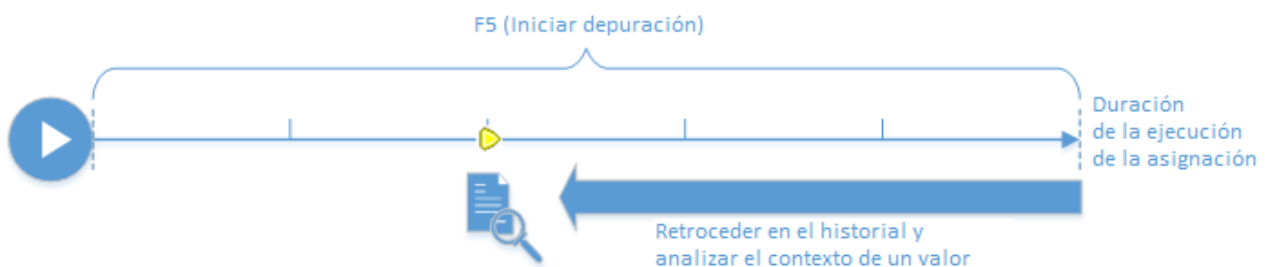 F5 (Iniciar depuración)
Duración
de la ejecución
de la asignación
Retroceder en el historial y
analizar el contexto de un valor